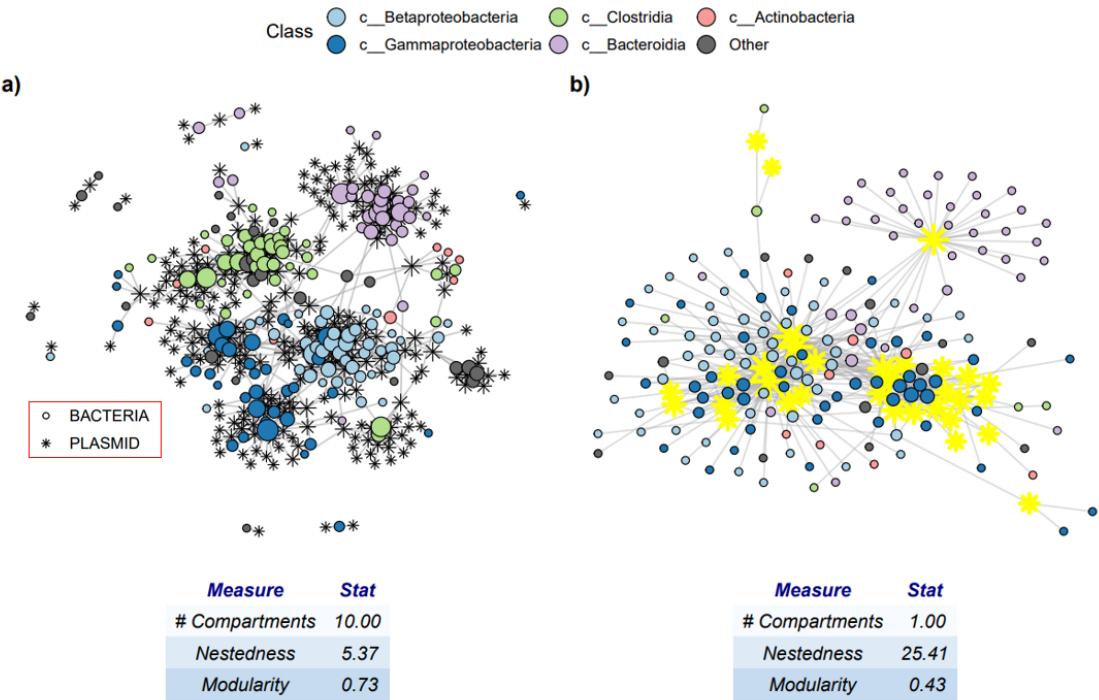 Class
c__Betaproteobacteria c__Clostridia c__Actinobacteria
c__Gammaproteobacteria c__Bacteroidia Other
a) b)
BACTERIA
PLASMID
Measure Stat
# Compartments 10.00
Nestedness 5.37
Modularity 0.73
Measure Stat
# Compartments 1.00
Nestedness 25.41
Modularity 0.43